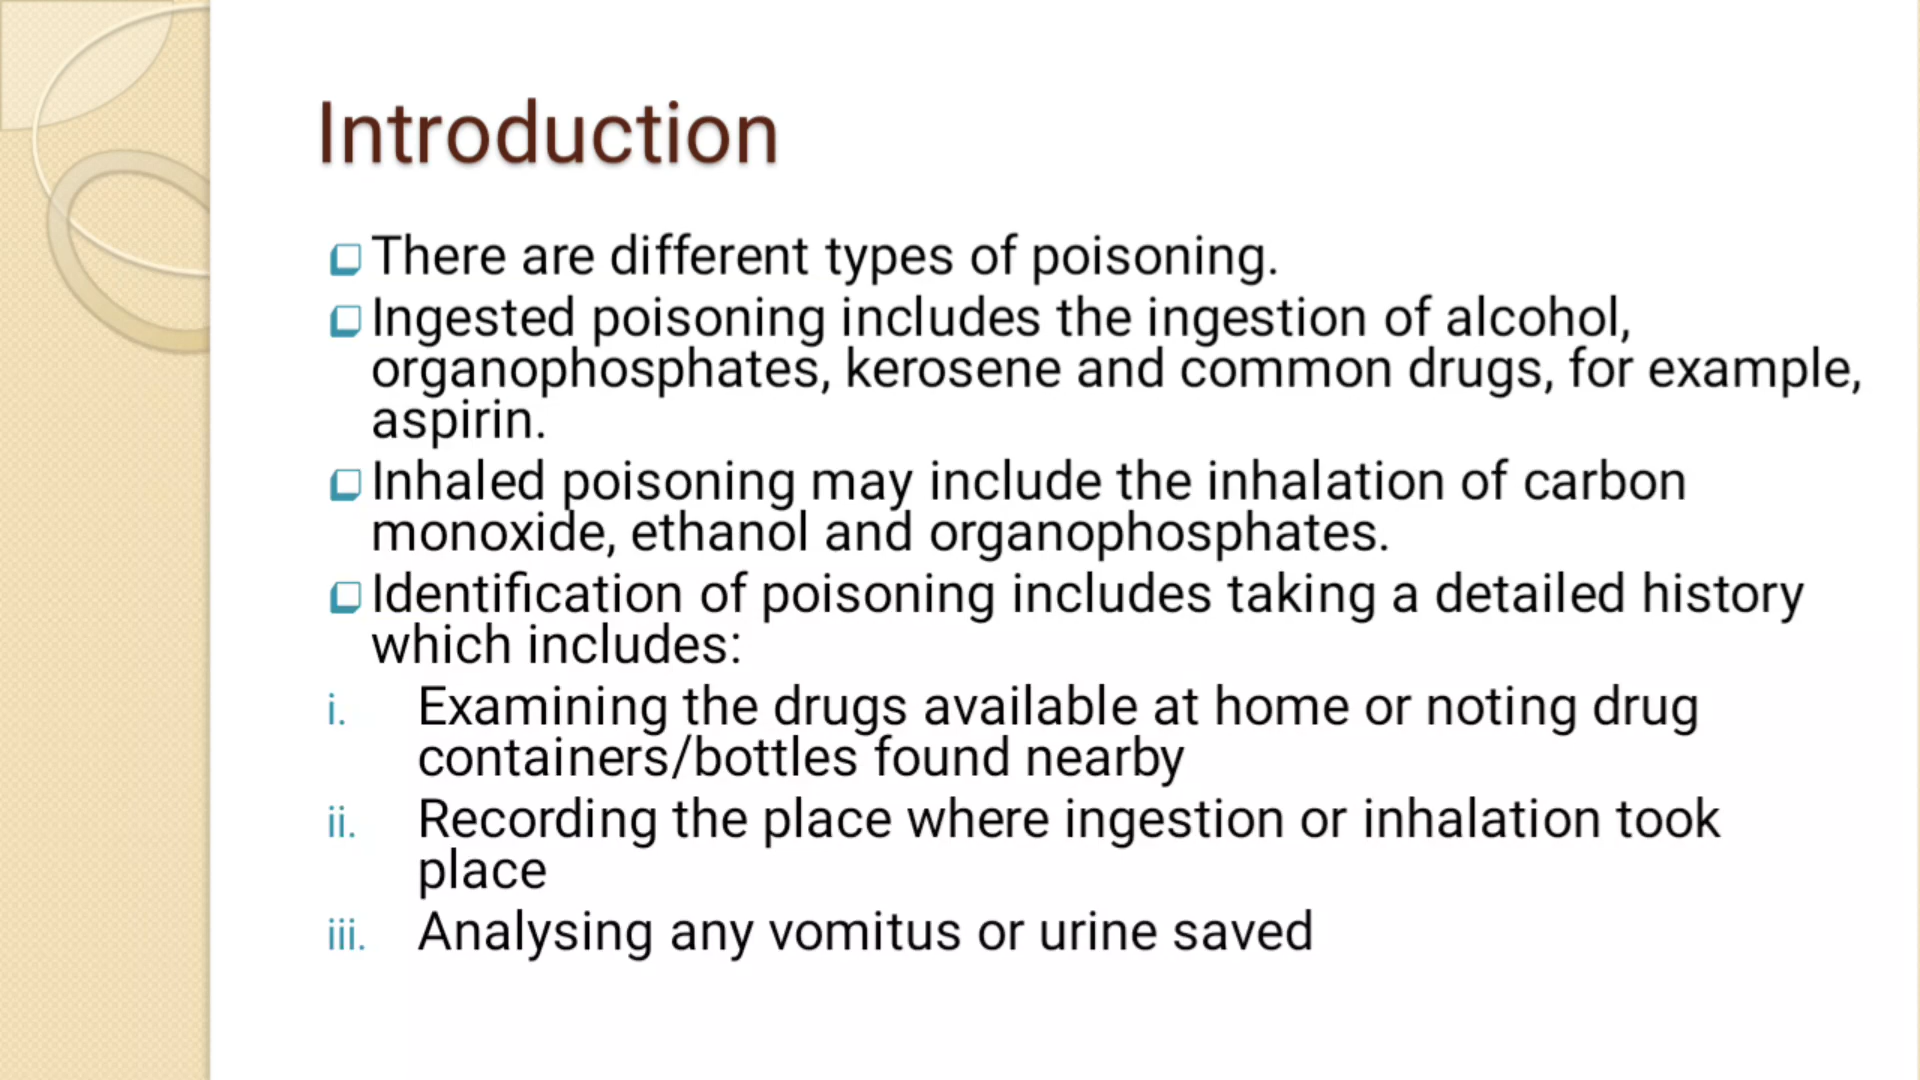 Introduction
There are different types of poisoning.
Ingested poisoning includes the ingestion of alcohol,
organophosphates, kerosene and common drugs, for example,
aspirin.
Inhaled poisoning may include the inhalation of carbon
monoxide, ethanol and organophosphates.
Identification of poisoning includes taking a detailed history
which includes:
i. Examining the drugs available at home or noting drug
containers/bottles found nearby
ii. Recording the place where ingestion or inhalation took
place
iii. Analysing any vomitus or urine saved